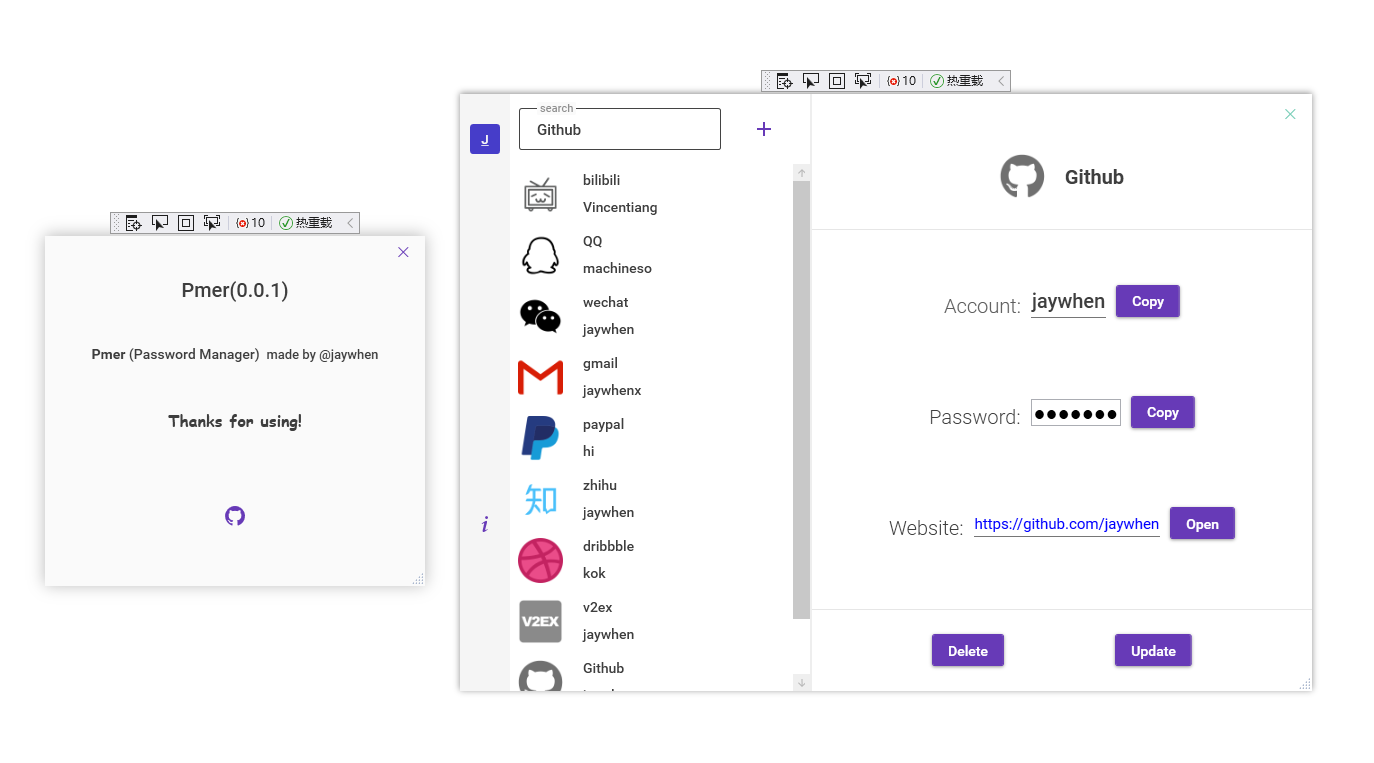 10 热重载
Pmer(0.0.1)
Pmer (Password Manager) made by @jaywhen
Thanks for using!
10 热重载
J
i
search
Github
bilibili
Vincentiang
QQ
machineso
wechat
jaywhen
gmail
jaywhenx
paypal
hi
知
zhihu
jaywhen
dribbble
kok
V2EX
v2ex
jaywhen
Github
Github
Account: jaywhen Copy
Password: ●●●●●●● Copy
Website: https://github.com/jaywhen Open
Delete Update